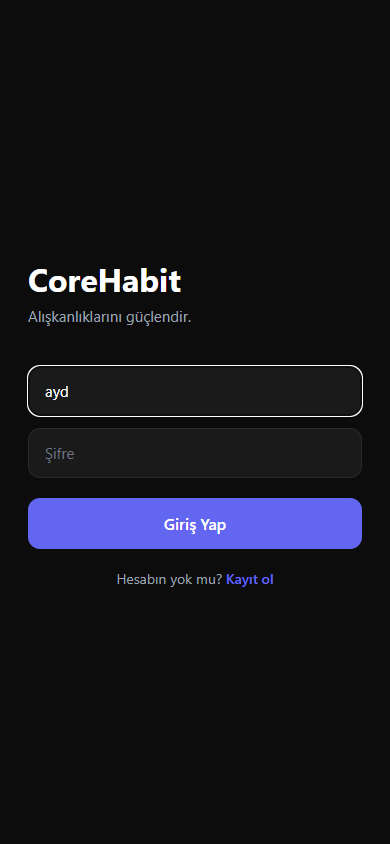 CoreHabit
Alışkanlıklarını güçlendir.
ayd
Şifre
Giriş Yap
Hesabın yok mu? Kayıt ol